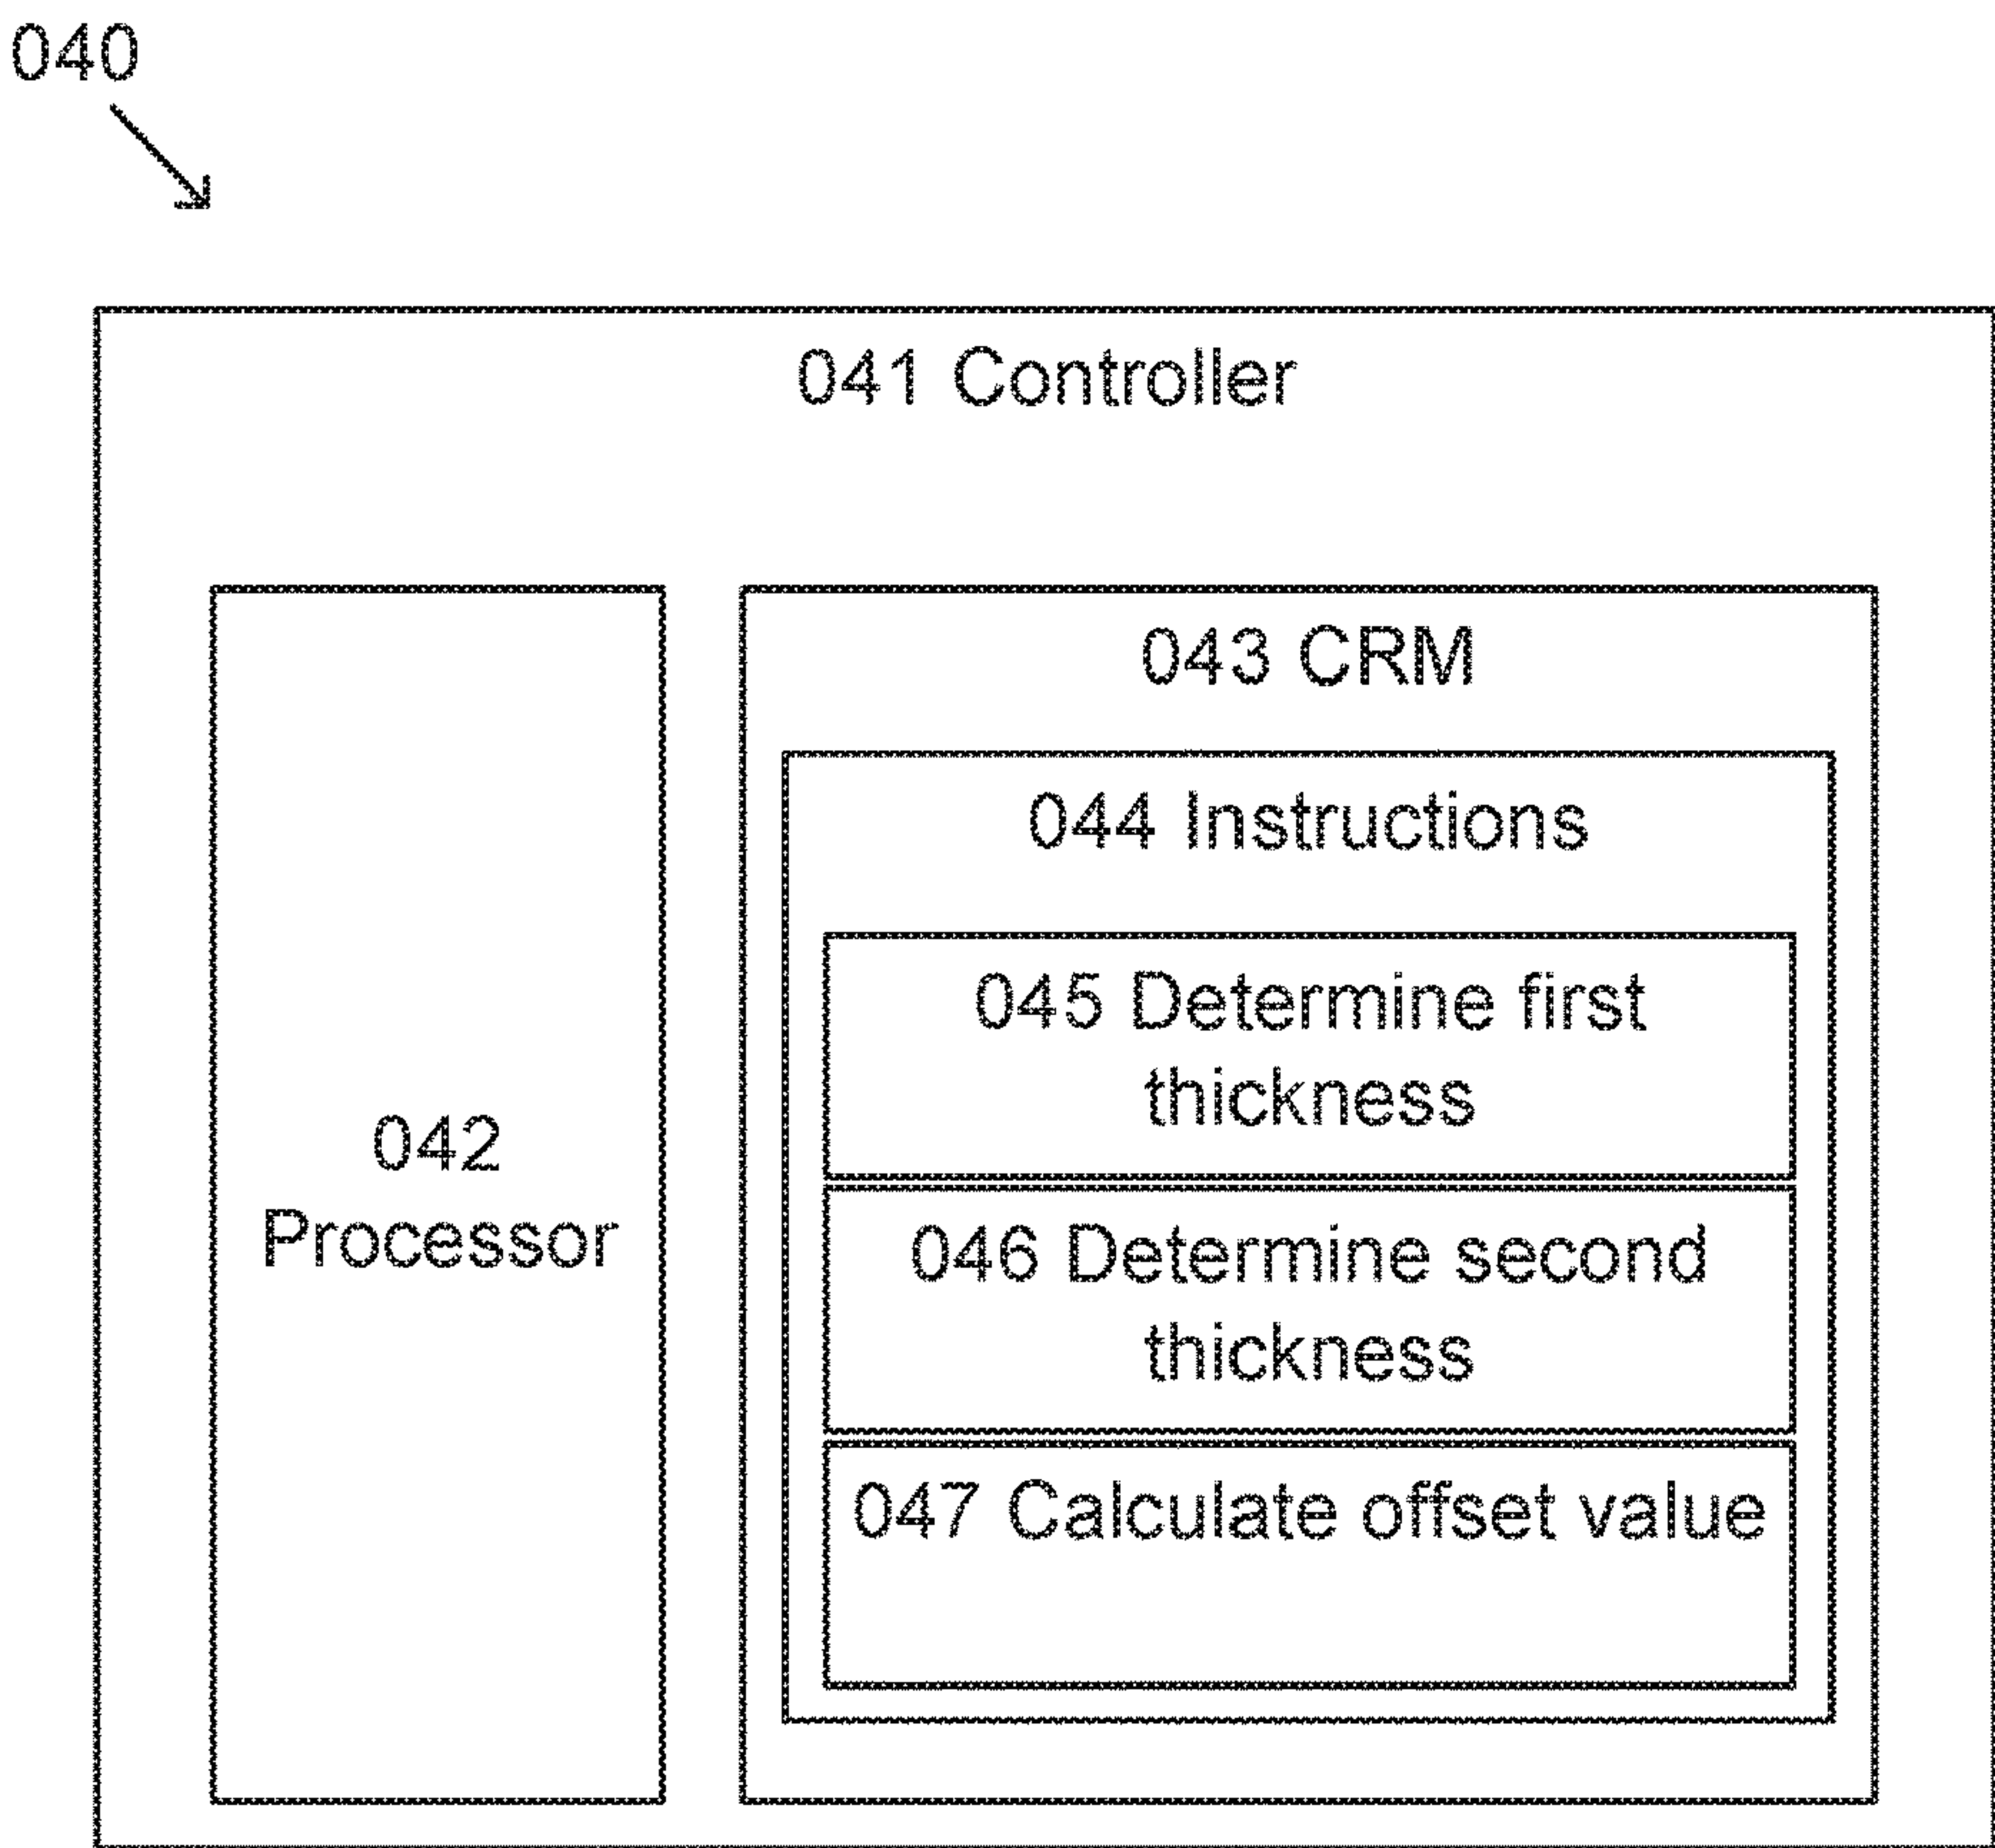 040
041 Controller
042
Processor
043 CRM
044 Instructions
045 Determine first
thickness
046 Determine second
thickness
047 Calculate offset value